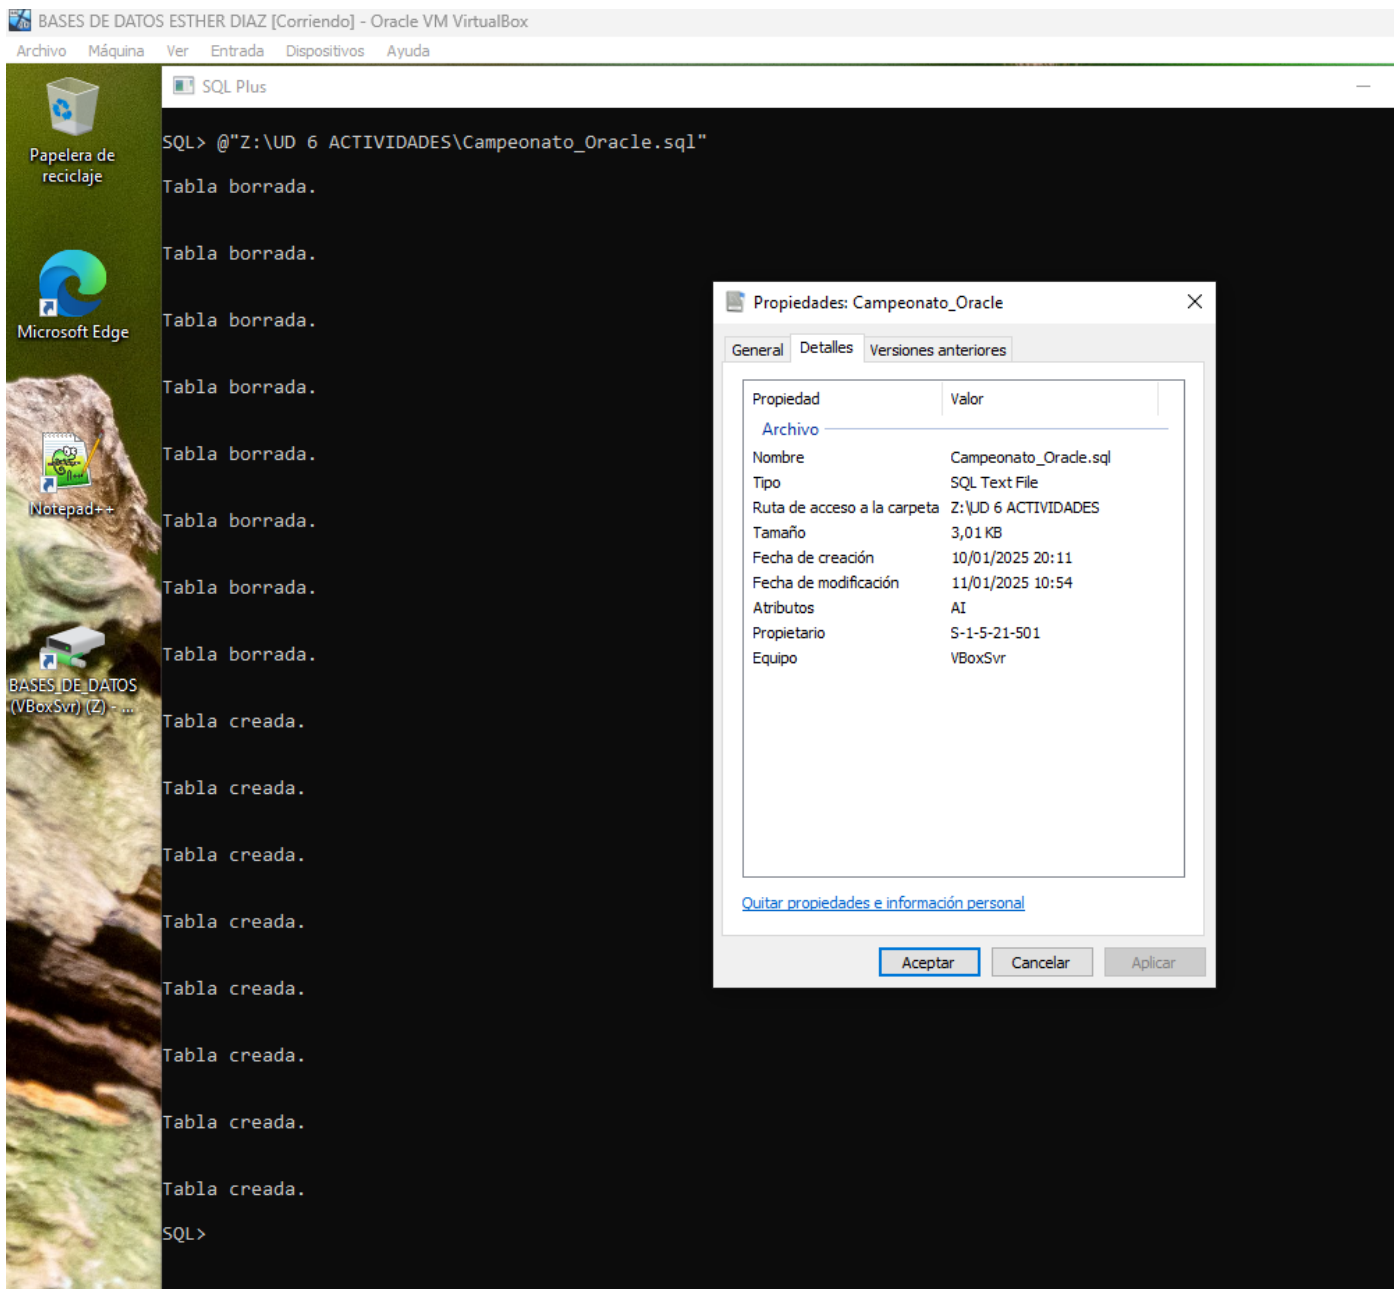 BASES DE DATOS ESTHER DIAZ [Corriendo] - Oracle VM VirtualBox
Archivo Máquina Ver Entrada Dispositivos Ayuda
Papelera de
reciclaje
Microsoft Edge
Notepad++
BASES_DE_DATOS
(VBoxSvr) (Z) - ...
SQL Plus
SQL> @"Z:\UD 6 ACTIVIDADES\Campeonato_Oracle.sql"
Tabla borrada.
Tabla borrada.
Tabla borrada.
Tabla borrada.
Tabla borrada.
Tabla borrada.
Tabla borrada.
Tabla borrada.
Tabla creada.
Tabla creada.
Tabla creada.
Tabla creada.
Tabla creada.
Tabla creada.
Tabla creada.
Tabla creada.
SQL>
Propiedades: Campeonato_Oracle
General Detalles Versiones anteriores
Propiedad Valor
Archivo
Nombre Campeonato_Oracle.sql
Tipo SQL Text File
Ruta de acceso a la carpeta Z:\UD 6 ACTIVIDADES
Tamaño 3,01 KB
Fecha de creación 10/01/2025 20:11
Fecha de modificación 11/01/2025 10:54
Atributos AI
Propietario S-1-5-21-501
Equipo VBoxSvr
Quitar propiedades e información personal
Aceptar Cancelar Aplicar